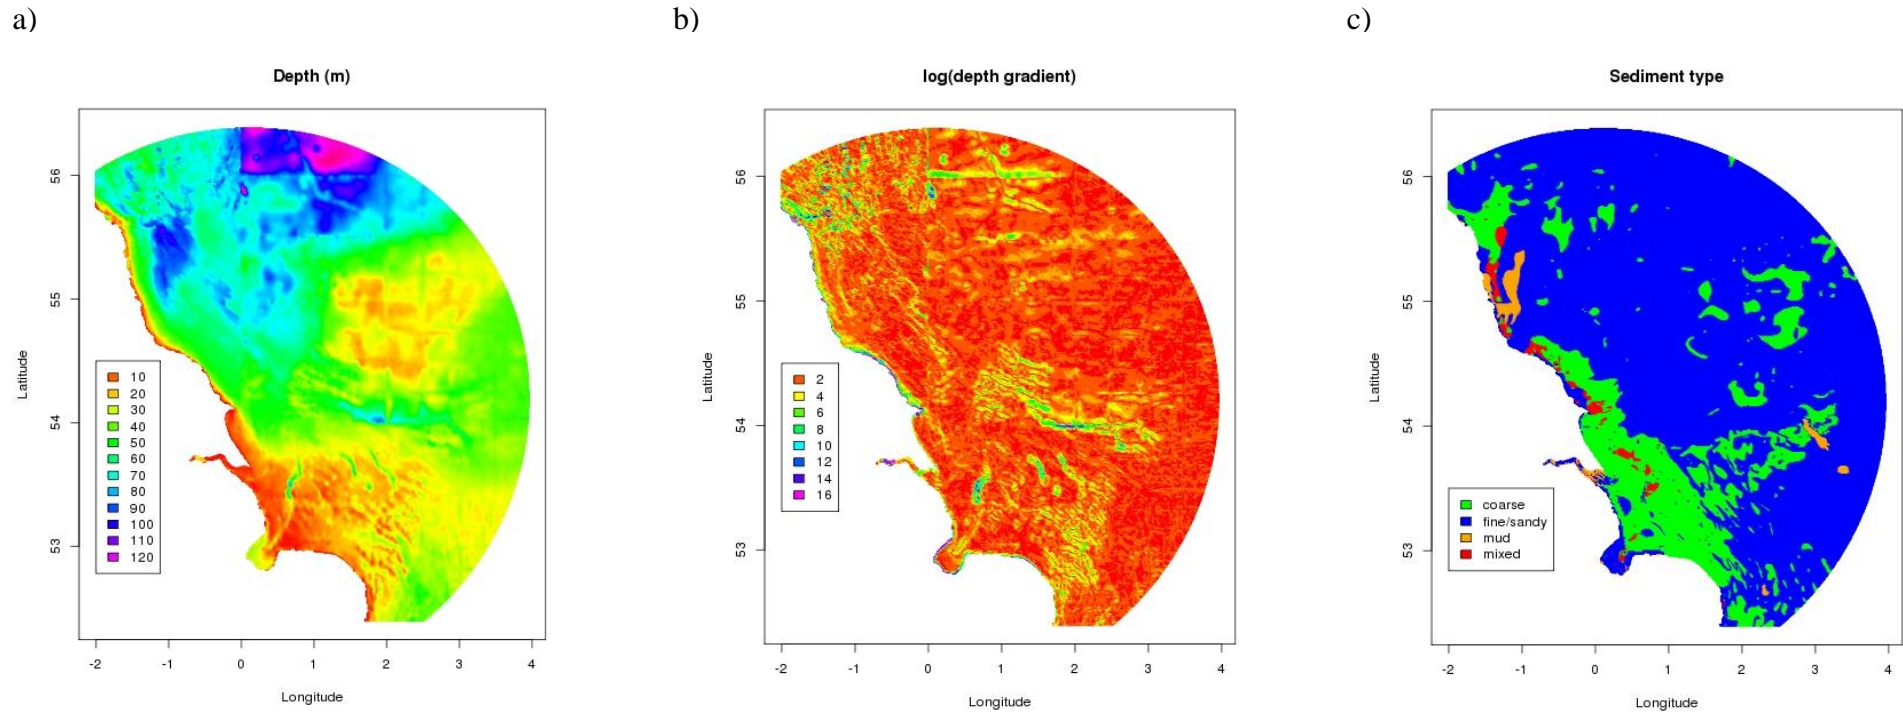 a)
Depth (m)
Latitude
56
55
54
53
10
20
30
40
50
60
70
80
90
100
110
120
-2 -1 0 1 2 3 4
Longitude
b)
log(depth gradient)
Latitude
56
55
54
53
2
4
6
8
10
12
14
16
-2 -1 0 1 2 3 4
Longitude
c)
Sediment type
Latitude
56
55
54
53
coarse
fine/sandy
mud
mixed
-2 -1 0 1 2 3 4
Longitude